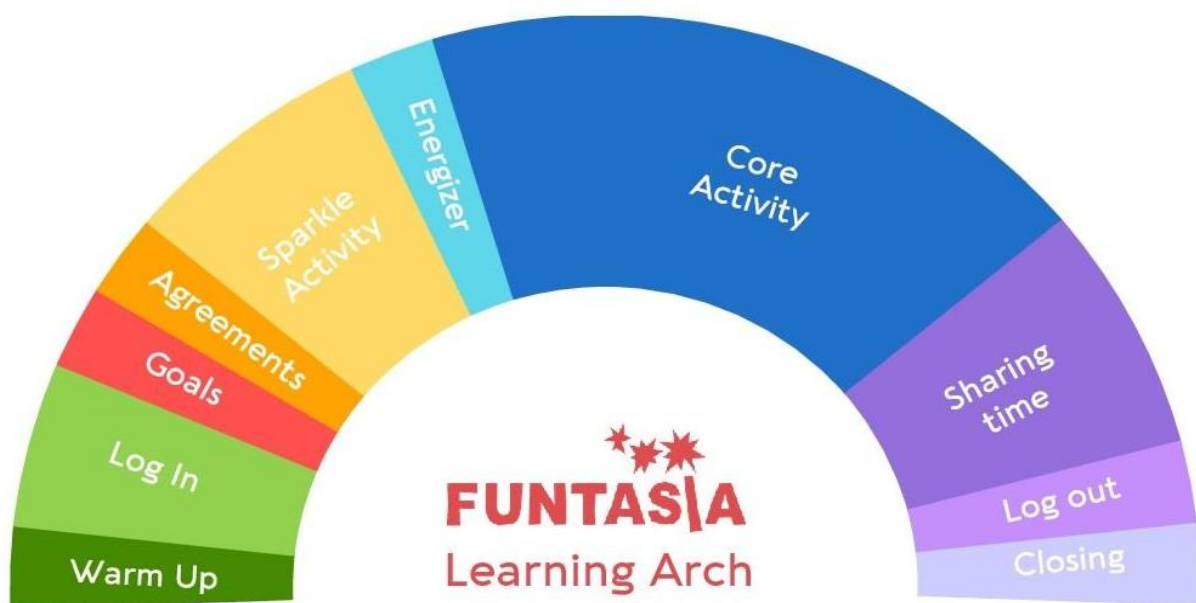 Warm Up
Log In
Goals
Agreements
Sparkle
Activity
Energizer
Core
Activity
Sharing
time
Log out
Closing
FUNTASIA
Learning Arch